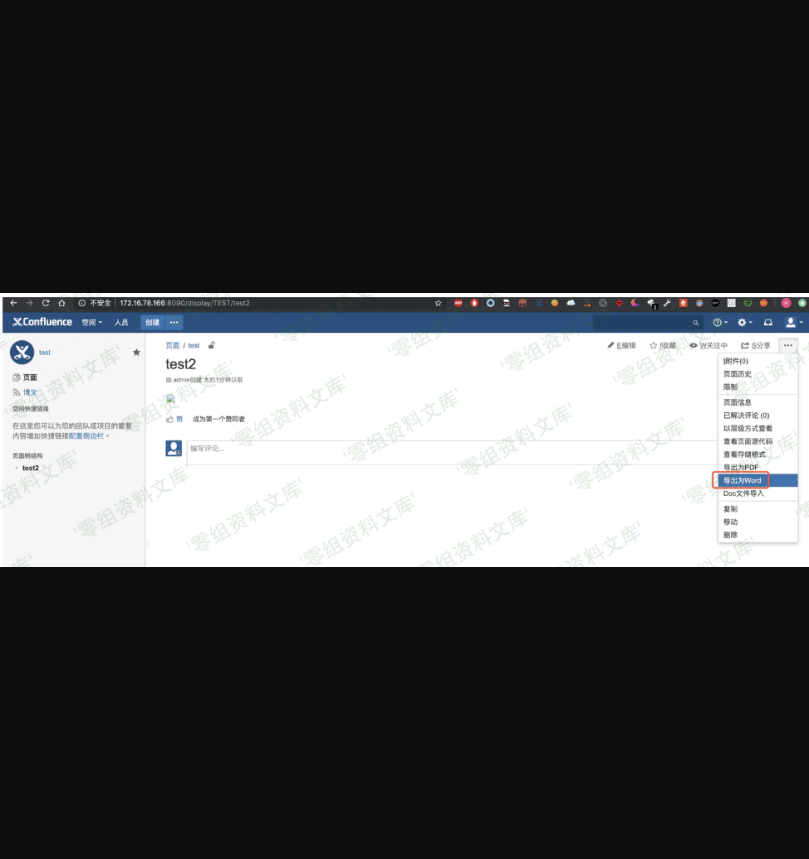 不安全 172.16.78.166:8090/display/TEST/test2
Confluence 空间 人员 创建 ...
test
页面
博文
空间快捷链接
在这里您可以为您的团队或项目的重要
内容增加快捷链接配置侧边栏。
页面树结构
test2
页面 / test
test2
由 admin创建 大约1分钟以前
赞 成为第一个赞同者
编写评论...
E编辑 f收藏 W关注中 S分享 ...
t附件(0)
页面历史
限制
页面信息
已解决评论 (0)
以层级方式查看
查看页面源代码
查看存储格式
导出为PDF
导出为Word
Doc文件导入
复制
移动
删除
零组资料文库